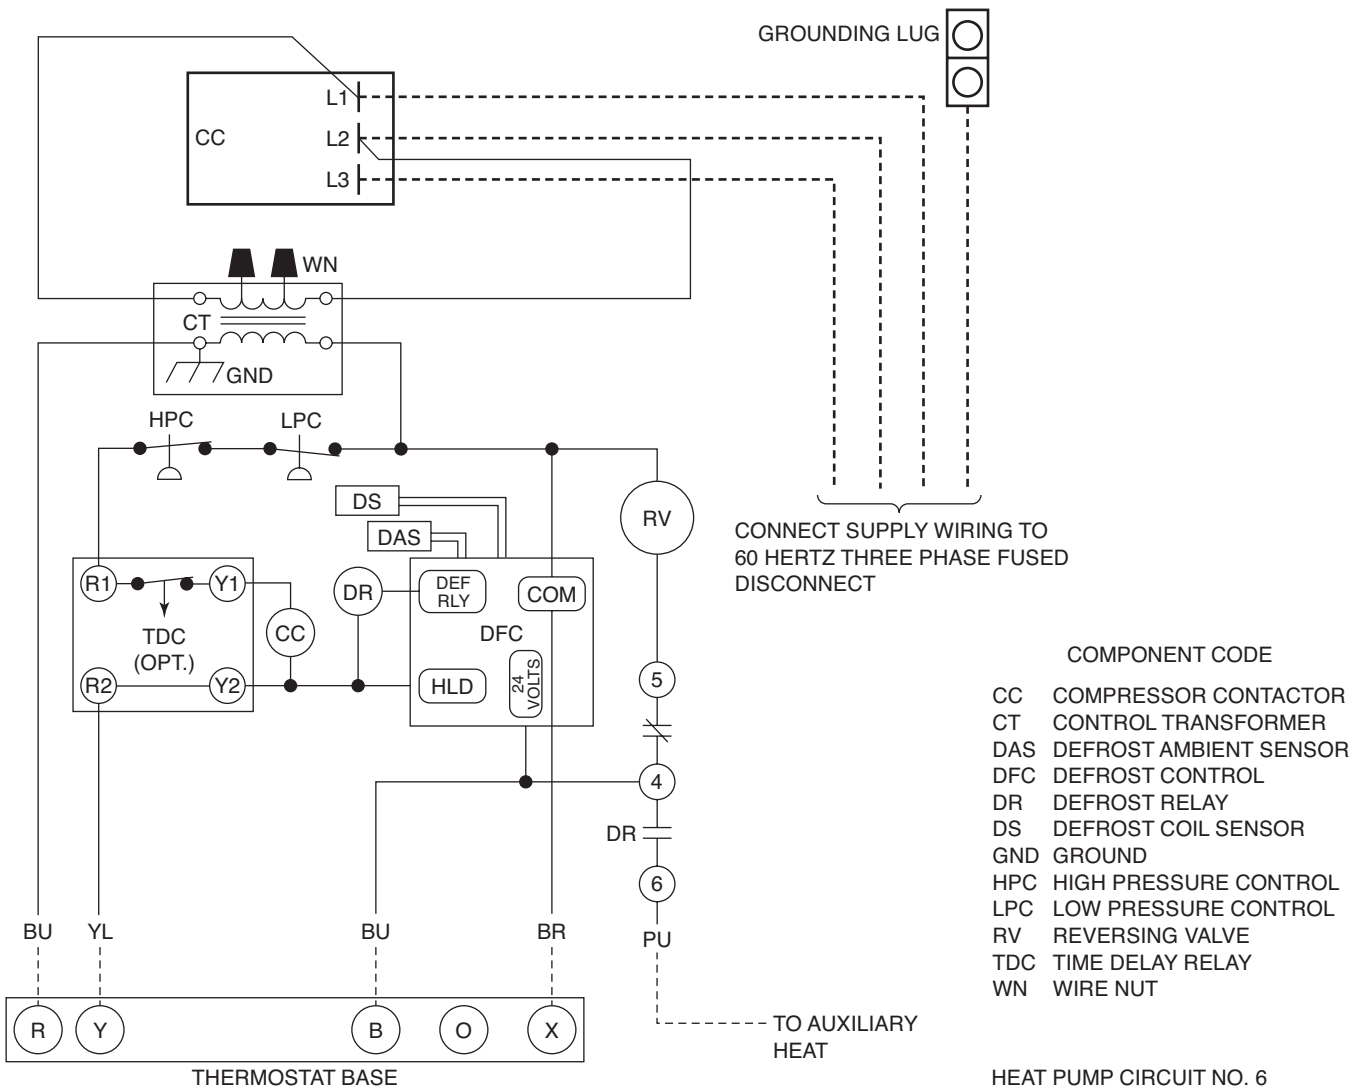 GROUNDING LUG
L1
CC
L2
L3
WN
CT
GND
HPC
LPC
DS
RV
CONNECT SUPPLY WIRING TO
60 HERTZ THREE PHASE FUSED
DISCONNECT
DAS
R1
Y1
DR
DEF
RLY
COM
TDC
(OPT.)
CC
DFC
R2
Y2
HLD
24
VOLTS
5
4
DR
6
COMPONENT CODE
CC COMPRESSOR CONTACTOR
CT CONTROL TRANSFORMER
DAS DEFROST AMBIENT SENSOR
DFC DEFROST CONTROL
DR DEFROST RELAY
DS DEFROST COIL SENSOR
GND GROUND
HPC HIGH PRESSURE CONTROL
LPC LOW PRESSURE CONTROL
RV REVERSING VALVE
TDC TIME DELAY RELAY
WN WIRE NUT
BU
YL
BU
BR
PU
R
Y
B
O
X
TO AUXILIARY
HEAT
THERMOSTAT BASE
HEAT PUMP CIRCUIT NO. 6